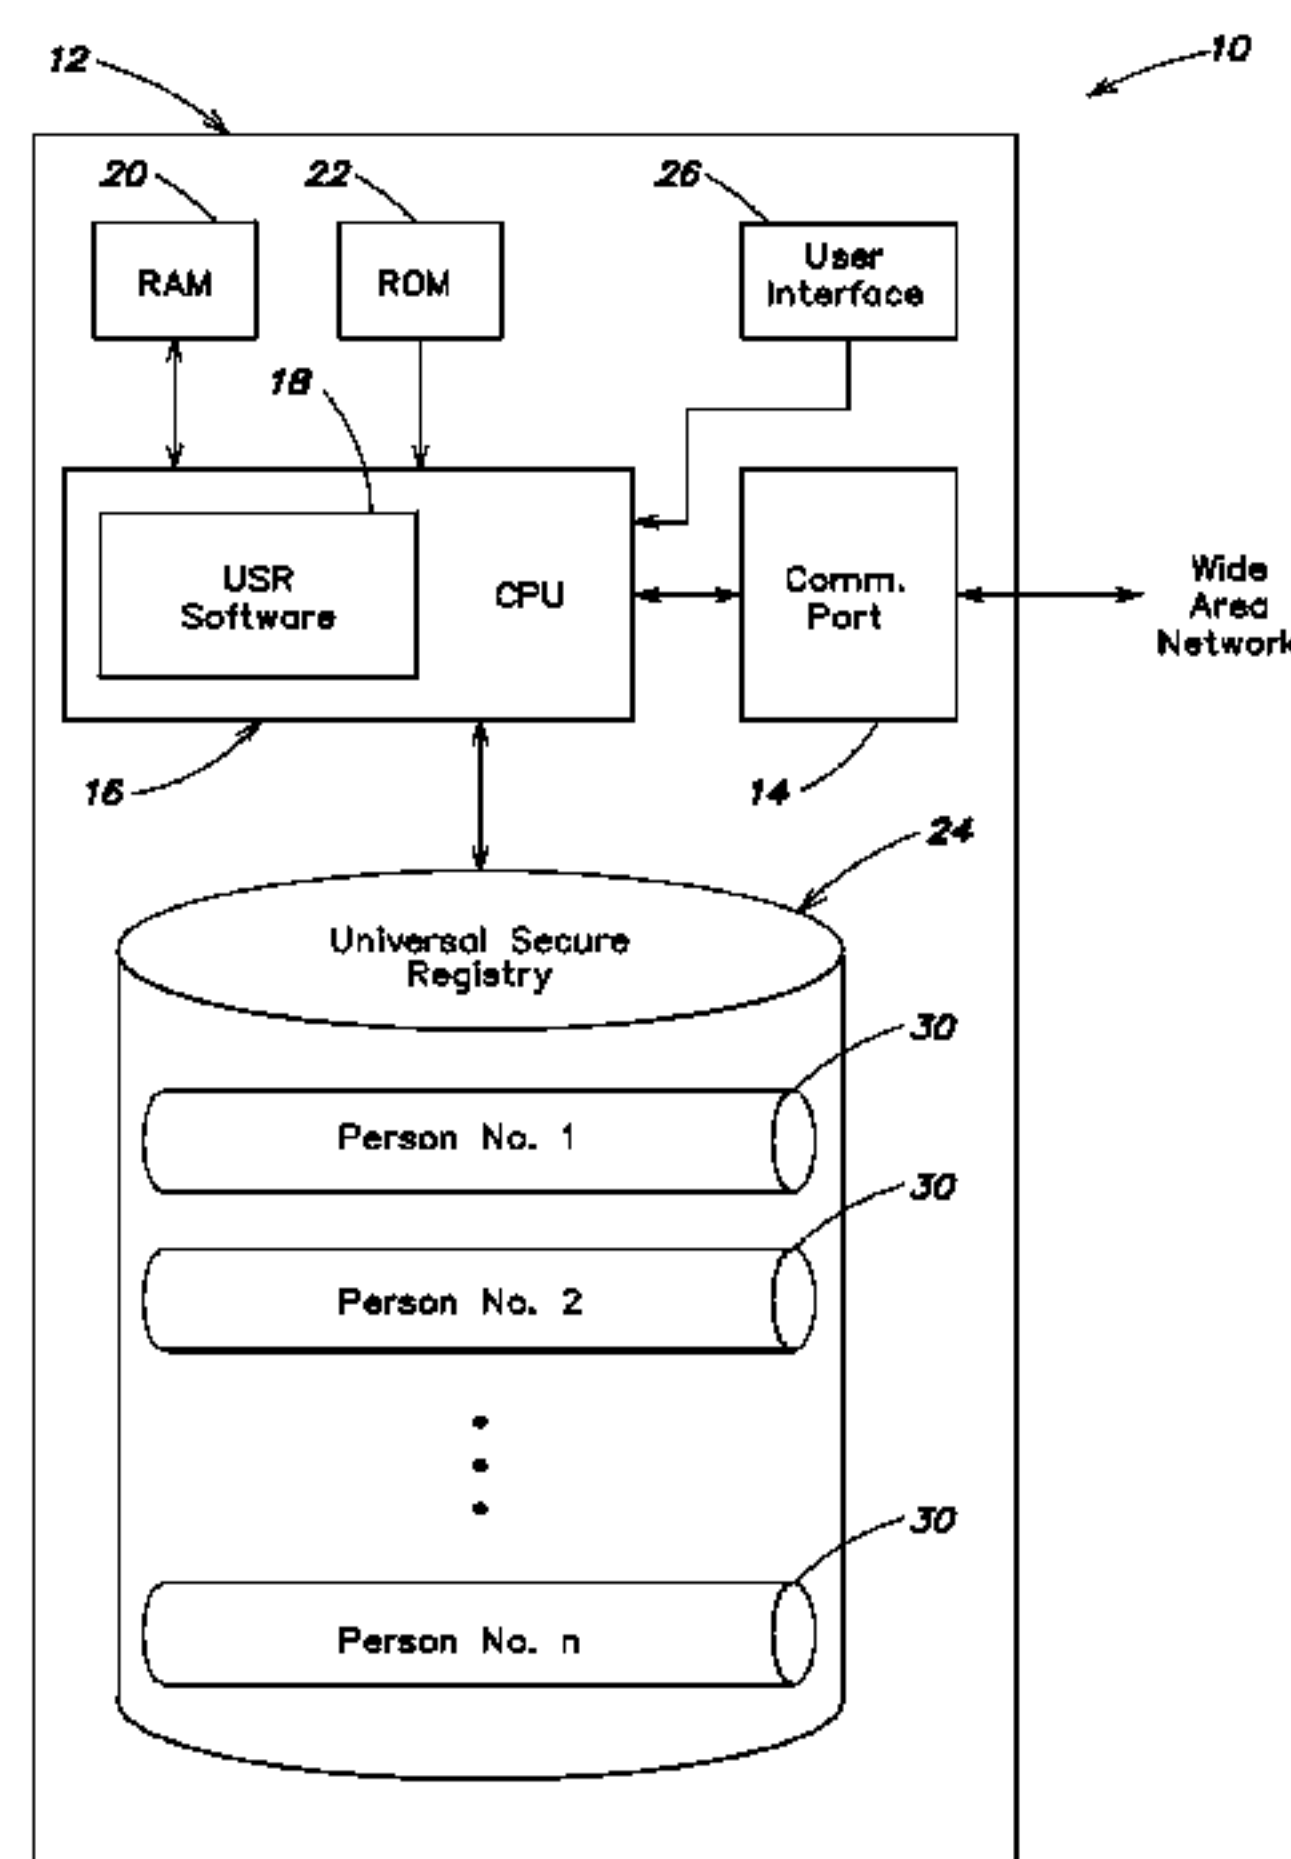 12
10
20
22
26
RAM
ROM
User
Interface
18
USR
Software
CPU
Comm.
Port
Wide
Area
Network
16
14
24
Universal Secure
Registry
30
Person No. 1
30
Person No. 2
30
Person No. n